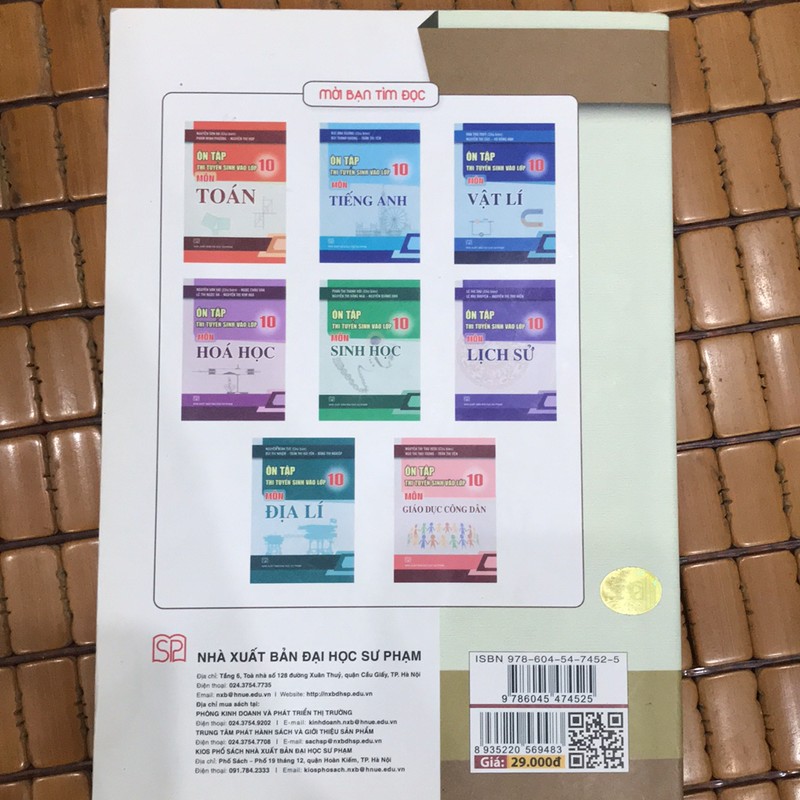 MỜI BẠN TÌM ĐỌC
ÔN TẬP
THI TUYỂN SINH VÀO LỚP 10
MÔN
TOÁN
ÔN TẬP
THI TUYỂN SINH VÀO LỚP 10
MÔN
TIẾNG ANH
ÔN TẬP
THI TUYỂN SINH VÀO LỚP 10
MÔN
VẬT LÍ
ÔN TẬP
THI TUYỂN SINH VÀO LỚP 10
MÔN
HOÁ HỌC
ÔN TẬP
THI TUYỂN SINH VÀO LỚP 10
MÔN
SINH HỌC
ÔN TẬP
THI TUYỂN SINH VÀO LỚP 10
MÔN
LỊCH SỬ
ÔN TẬP
THI TUYỂN SINH VÀO LỚP 10
MÔN
ĐỊA LÍ
ÔN TẬP
THI TUYỂN SINH VÀO LỚP 10
MÔN
GIÁO DỤC CÔNG DÂN
SP
NHÀ XUẤT BẢN ĐẠI HỌC SƯ PHẠM
Địa chỉ: Tầng 6, Toà nhà số 128 đường Xuân Thuỷ, quận Cầu Giấy, TP. Hà Nội
Điện thoại: 024.3754.7735
Email: nxb@hnue.edu.vn | Website: http://nxbdhsp.edu.vn
Địa chỉ mua sách tại:
PHÒNG KINH DOANH VÀ PHÁT TRIỂN THỊ TRƯỜNG
Điện thoại: 024.3754.9202 | E-mail: kinhdoanh.nxb@hnue.edu.vn
TRUNG TÂM PHÁT HÀNH SÁCH VÀ GIỚI THIỆU SẢN PHẨM
Điện thoại: 024.3754.7708 | E-mail: sachsp@nxbdhsp.edu.vn
KIOS PHỐ SÁCH NHÀ XUẤT BẢN ĐẠI HỌC SƯ PHẠM
Địa chỉ: Phố Sách - Phố 19 tháng 12, quận Hoàn Kiếm, TP. Hà Nội
Điện thoại: 091.784.2333 | Email: kiosphosach.nxb@hnue.edu.vn
ISBN 978-604-54-7452-5
9 786045 474525
8 935220 569483
Giá: 29.000đ